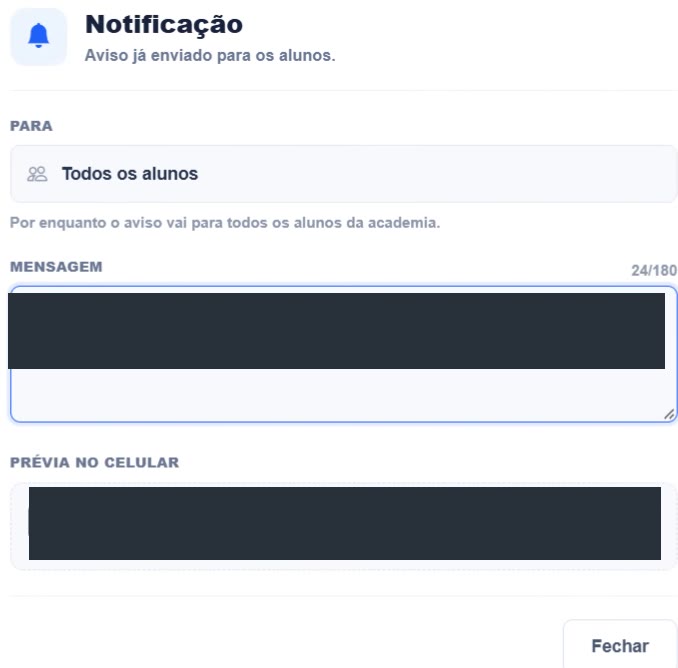 Notificação
Aviso já enviado para os alunos.
PARA
Todos os alunos
Por enquanto o aviso vai para todos os alunos da academia.
MENSAGEM
24/180
PRÉVIA NO CELULAR
Fechar